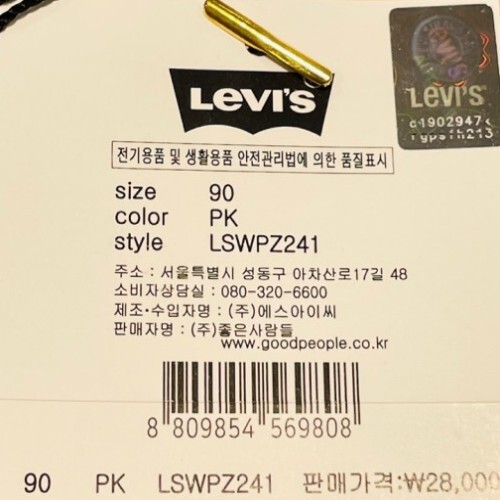 LEVI'S
LEVI'S
전기용품 및 생활용품 안전관리법에 의한 품질표시
size 90
color PK
style LSWPZ241
주소 : 서울특별시 성동구 아차산로17길 48
소비자상담실 : 080-320-6600
제조·수입자명 : (주)에스아이씨
판매자명 : (주)좋은사람들
www.goodpeople.co.kr
8 809854 569808
90 PK LSWPZ241 판매가격:₩28,000